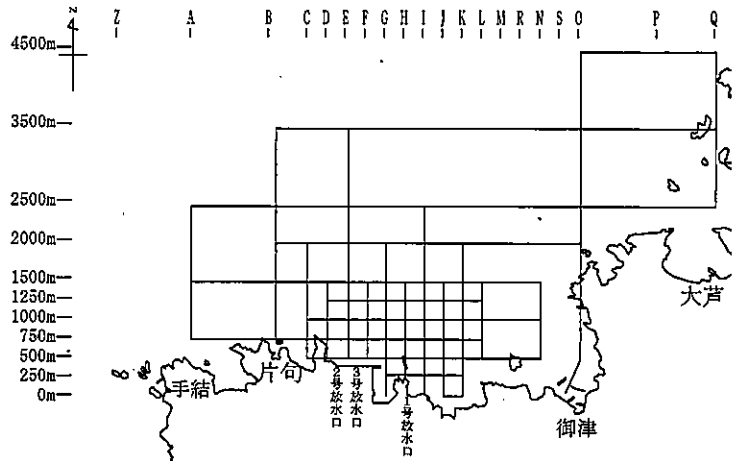 N
Z A B C D E F G H I J K L M R N S O P Q
4500m
3500m
2500m
2000m
1500m
1250m
1000m
750m
500m
250m
0m
大芦
手結
片句
2号放水口
3号放水口
1号放水口
御津